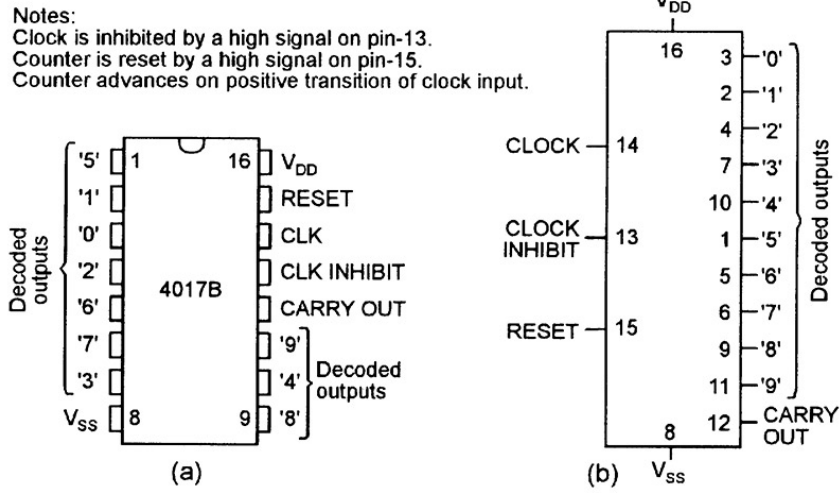 Notes:
Clock is inhibited by a high signal on pin-13.
Counter is reset by a high signal on pin-15.
Counter advances on positive transition of clock input.
Decoded outputs
'5' 1 16 VDD
'1' RESET
'0' CLK
'2' CLK INHIBIT
4017B
'6' CARRY OUT
'7' '9'
'3' '4'
VSS 8 9 '8'
Decoded
outputs
(a)
VDD
16
3 '0'
2 '1'
4 '2'
CLOCK 14
7 '3'
10 '4'
CLOCK
INHIBIT 13
1 '5'
5 '6'
6 '7'
RESET 15
9 '8'
11 '9'
12 CARRY
OUT
8
VSS
Decoded outputs
(b)